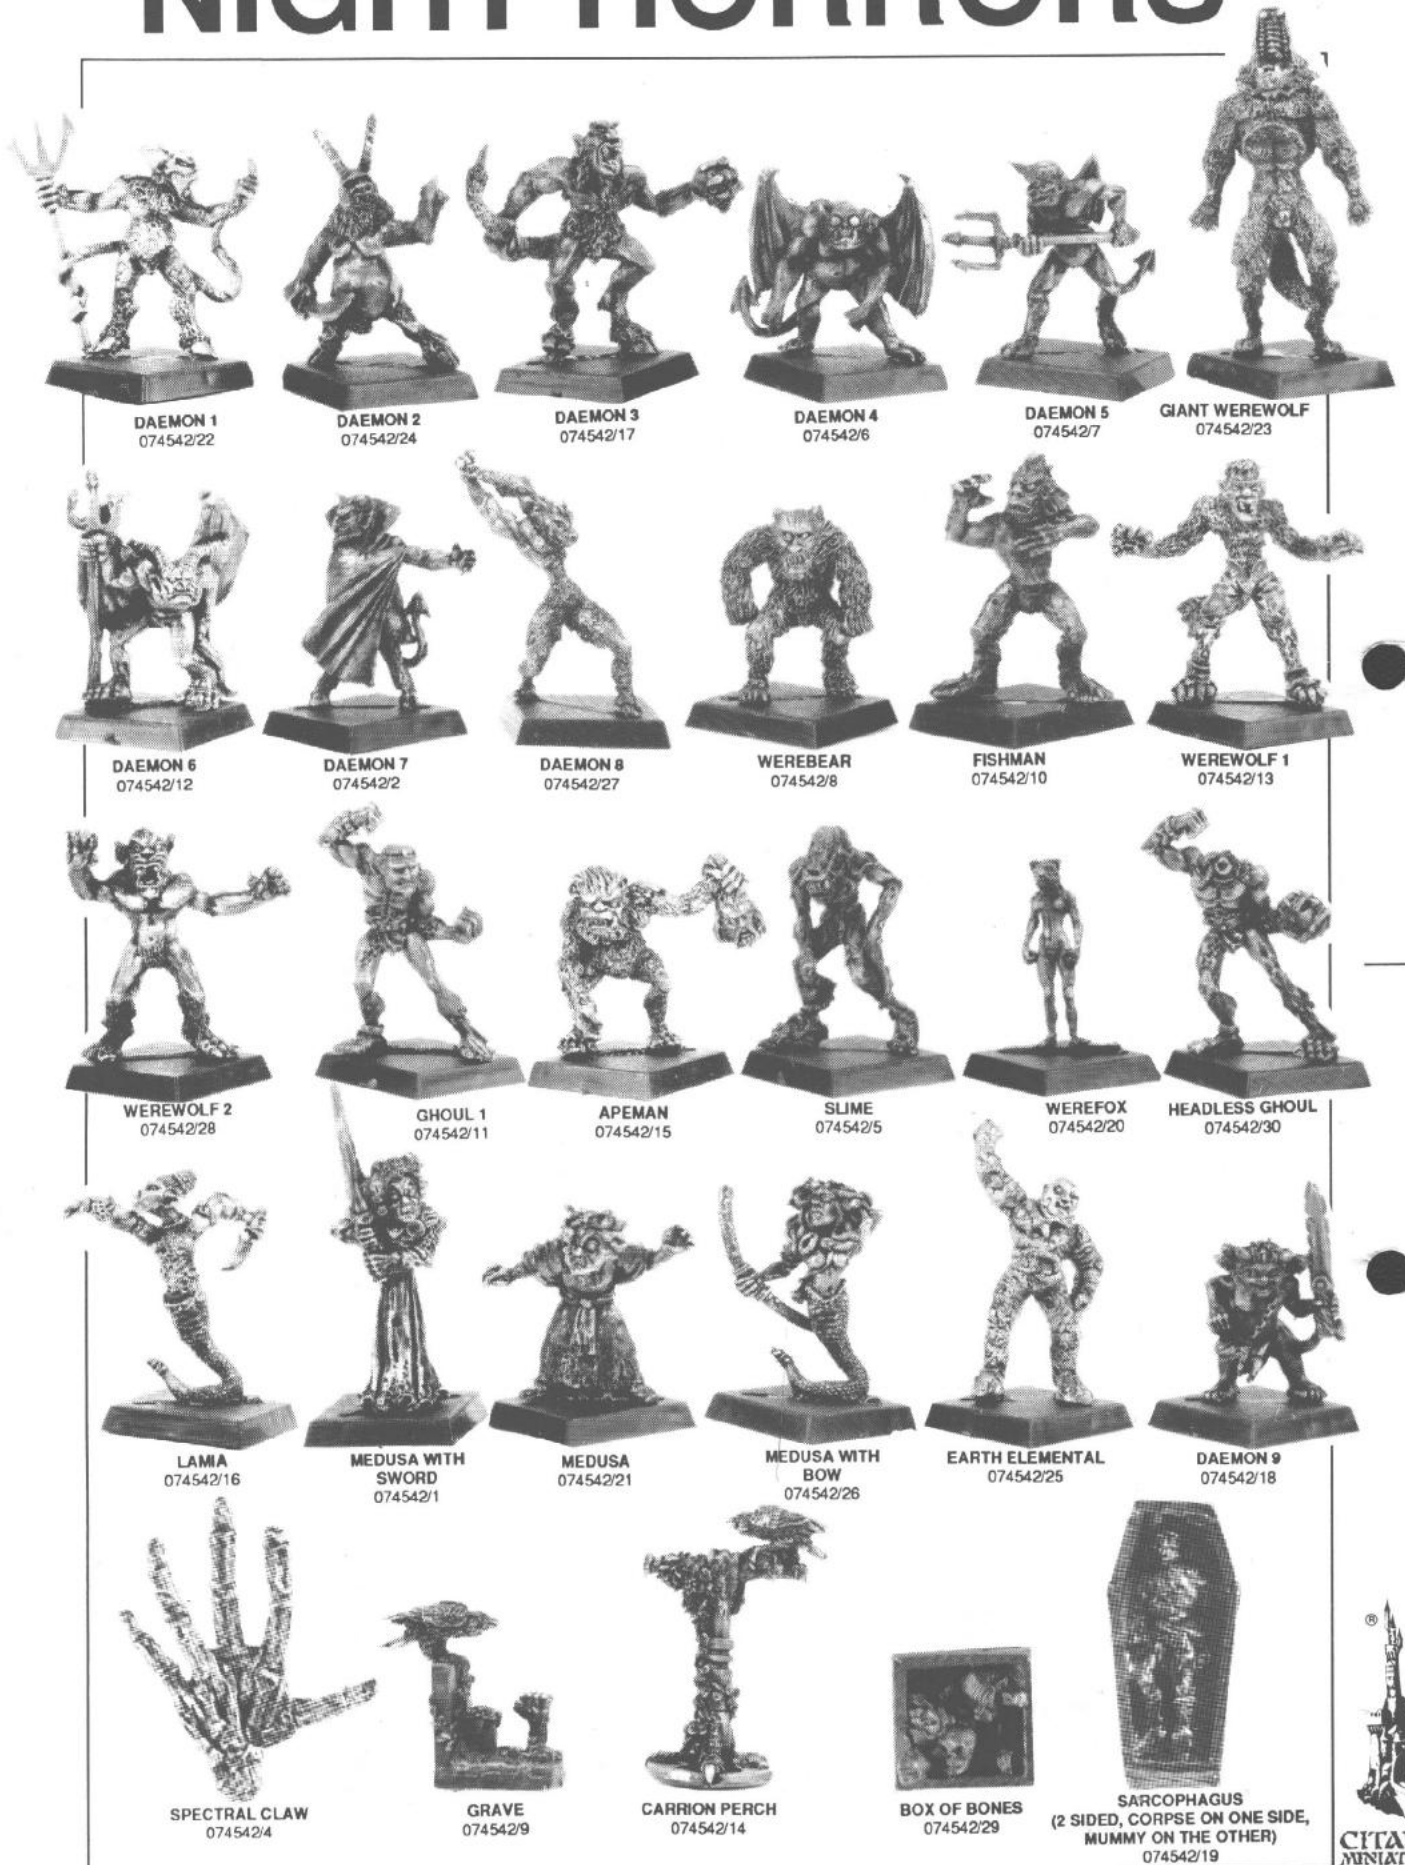 NIGHT HORRORS
DAEMON 1
074542/22
DAEMON 2
074542/24
DAEMON 3
074542/17
DAEMON 4
074542/6
DAEMON 5
074542/7
GIANT WEREWOLF
074542/23
DAEMON 6
074542/12
DAEMON 7
074542/2
DAEMON 8
074542/27
WEREBEAR
074542/8
FISHMAN
074542/10
WEREWOLF 1
074542/13
WEREWOLF 2
074542/28
GHOUL 1
074542/11
APEMAN
074542/15
SLIME
074542/5
WEREFOX
074542/20
HEADLESS GHOUL
074542/30
LAMIA
074542/16
MEDUSA WITH
SWORD
074542/1
MEDUSA
074542/21
MEDUSA WITH
BOW
074542/26
EARTH ELEMENTAL
074542/25
DAEMON 9
074542/18
SPECTRAL CLAW
074542/4
GRAVE
074542/9
CARRION PERCH
074542/14
BOX OF BONES
074542/29
SARCOPHAGUS
(2 SIDED, CORPSE ON ONE SIDE,
MUMMY ON THE OTHER)
074542/19
®
CITA
MINIAT